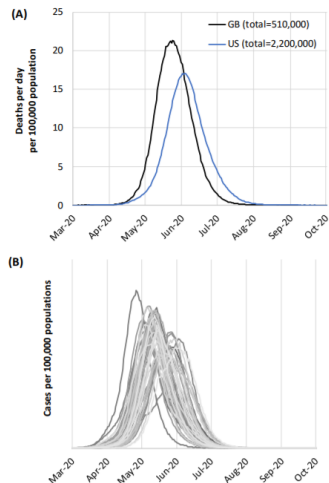 (A)
Deaths per day
per 100,000 population
25
20
15
10
5
0
GB (total=510,000)
US (total=2,200,000)
Mar-20
Apr-20
May-20
Jun-20
Jul-20
Aug-20
Sep-20
Oct-20
(B)
Cases per 100,000 populations
Mar-20
Apr-20
May-20
Jun-20
Jul-20
Aug-20
Sep-20
Oct-20